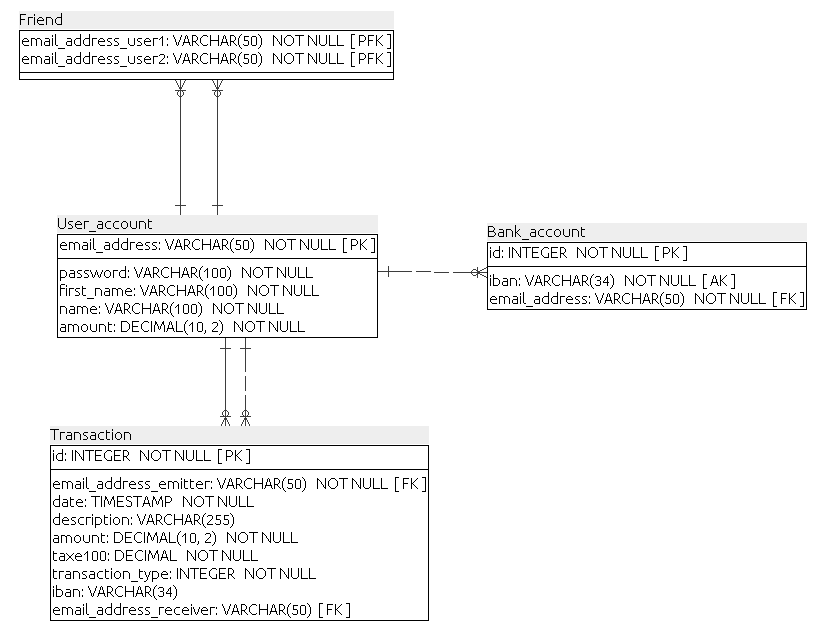 Friend
email_address_user1: VARCHAR(50) NOT NULL [ PFK ]
email_address_user2: VARCHAR(50) NOT NULL [ PFK ]
User_account
email_address: VARCHAR(50) NOT NULL [ PK ]
password: VARCHAR(100) NOT NULL
first_name: VARCHAR(100) NOT NULL
name: VARCHAR(100) NOT NULL
amount: DECIMAL(10, 2) NOT NULL
Bank_account
id: INTEGER NOT NULL [ PK ]
iban: VARCHAR(34) NOT NULL [ AK ]
email_address: VARCHAR(50) NOT NULL [ FK ]
Transaction
id: INTEGER NOT NULL [ PK ]
email_address_emitter: VARCHAR(50) NOT NULL [ FK ]
date: TIMESTAMP NOT NULL
description: VARCHAR(255)
amount: DECIMAL(10, 2) NOT NULL
taxe100: DECIMAL NOT NULL
transaction_type: INTEGER NOT NULL
iban: VARCHAR(34)
email_address_receiver: VARCHAR(50) [ FK ]